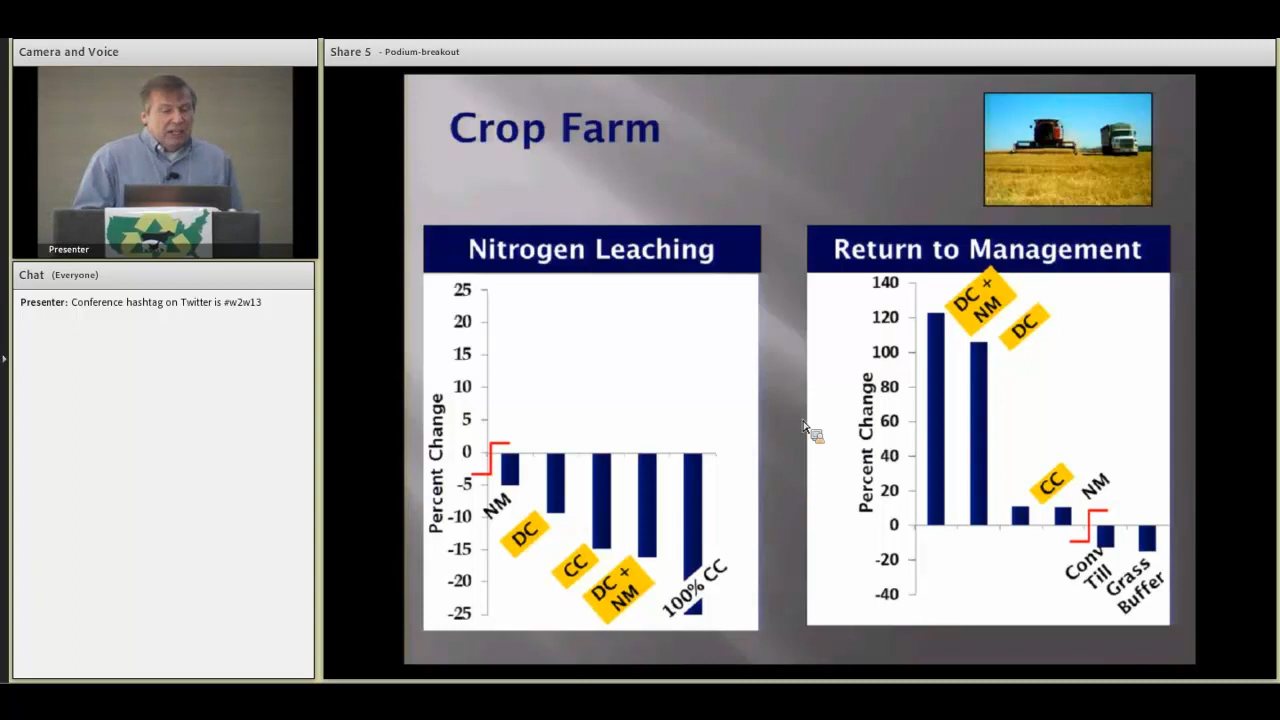 Camera and Voice
Share 5 - Podium-breakout
Presenter
Chat (Everyone)
Presenter: Conference hashtag on Twitter is #w2w13
Crop Farm
Nitrogen Leaching
25
20
15
10
5
0
-5
-10
-15
-20
-25
Percent Change
NM
DC
CC
DC +
NM
100% CC
Return to Management
140
120
100
80
60
40
20
0
-20
-40
Percent Change
DC +
NM
DC
CC
NM
Conv
Till
Grass
Buffer